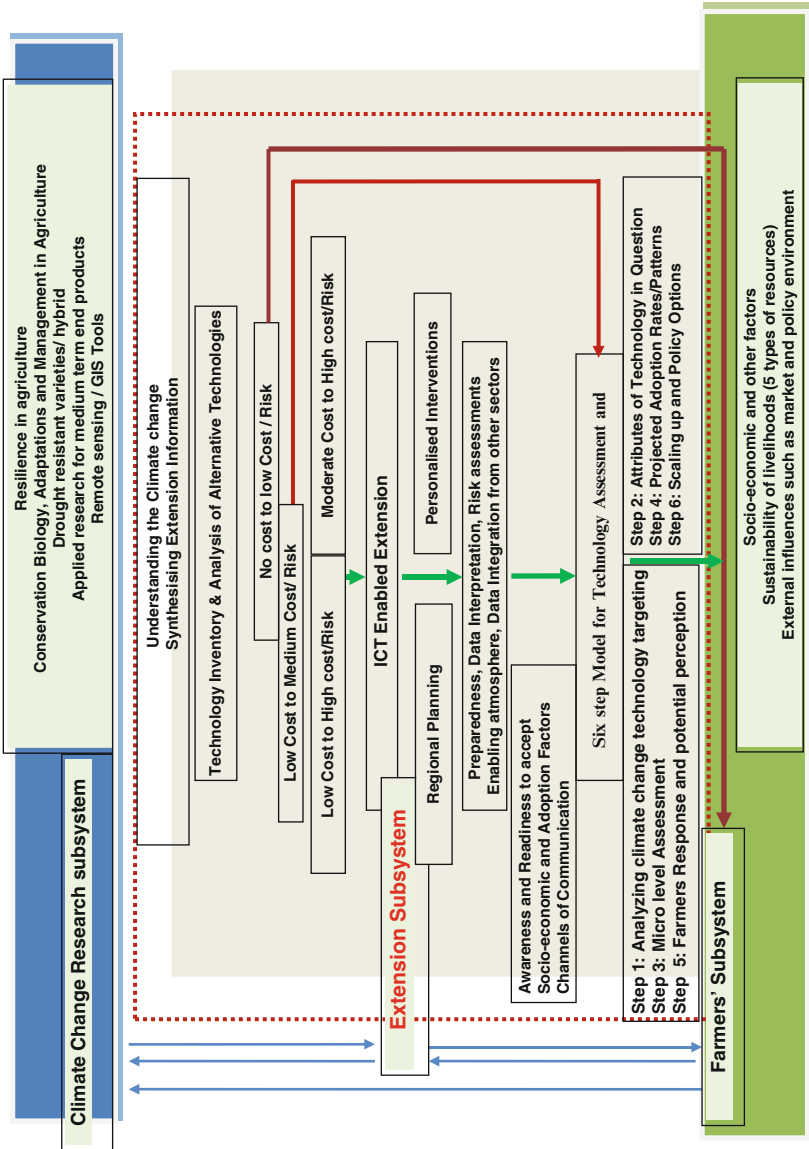 Climate Change Research subsystem
Resilience in agriculture
Conservation Biology, Adaptations and Management in Agriculture
Drought resistant varieties/ hybrid
Applied research for medium term end products
Remote sensing / GIS Tools
Understanding the Climate change
Synthesising Extension Information
Technology Inventory & Analysis of Alternative Technologies
No cost to low Cost / Risk
Low Cost to Medium Cost/ Risk
Low Cost to High cost/Risk
Moderate Cost to High cost/Risk
ICT Enabled Extension
Extension Subsystem
Regional Planning
Personalised Interventions
Preparedness, Data Interpretation, Risk assessments
Enabling atmosphere, Data Integration from other sectors
Awareness and Readiness to accept
Socio-economic and Adoption Factors
Channels of Communication
Six step Model for Technology Assessment and
Step 1: Analyzing climate change technology targeting
Step 3: Micro level Assessment
Step 5: Farmers Response and potential perception
Step 2: Attributes of Technology in Question
Step 4: Projected Adoption Rates/Patterns
Step 6: Scaling up and Policy Options
Farmers' Subsystem
Socio-economic and other factors
Sustainability of livelihoods (5 types of resources)
External influences such as market and policy environment